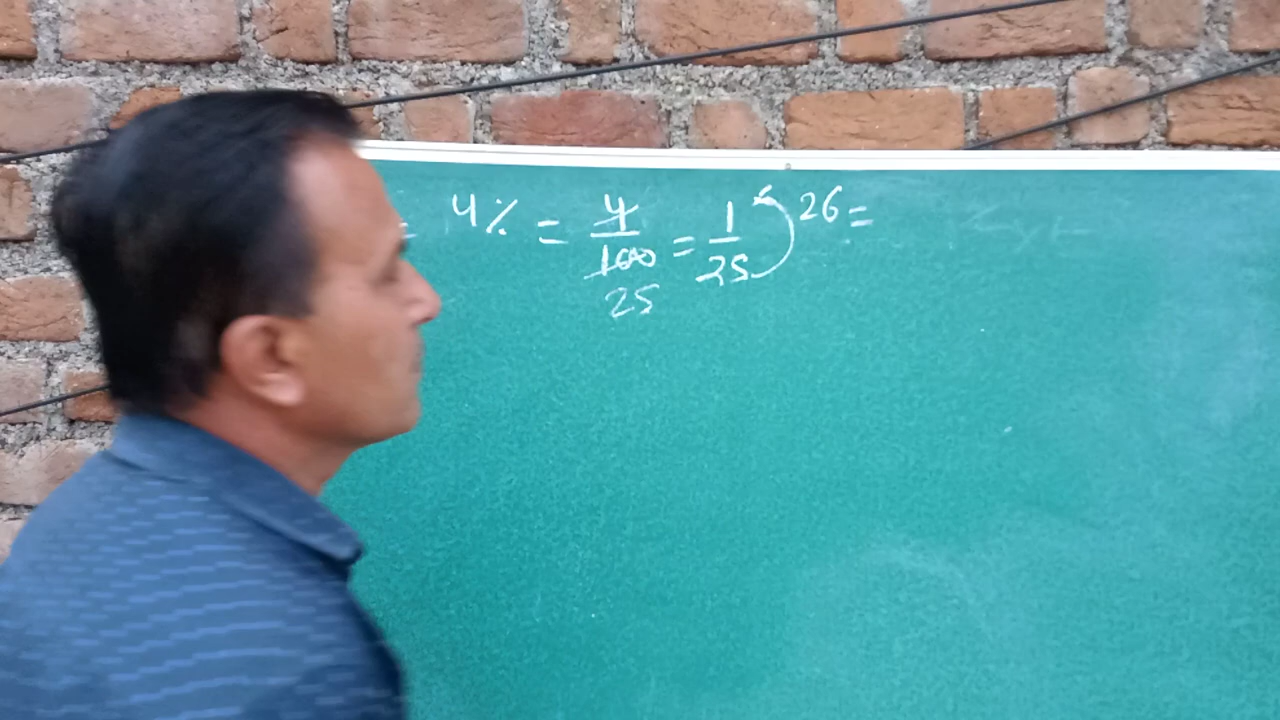 = 4% = 4/100 = 1/25 26 =
25